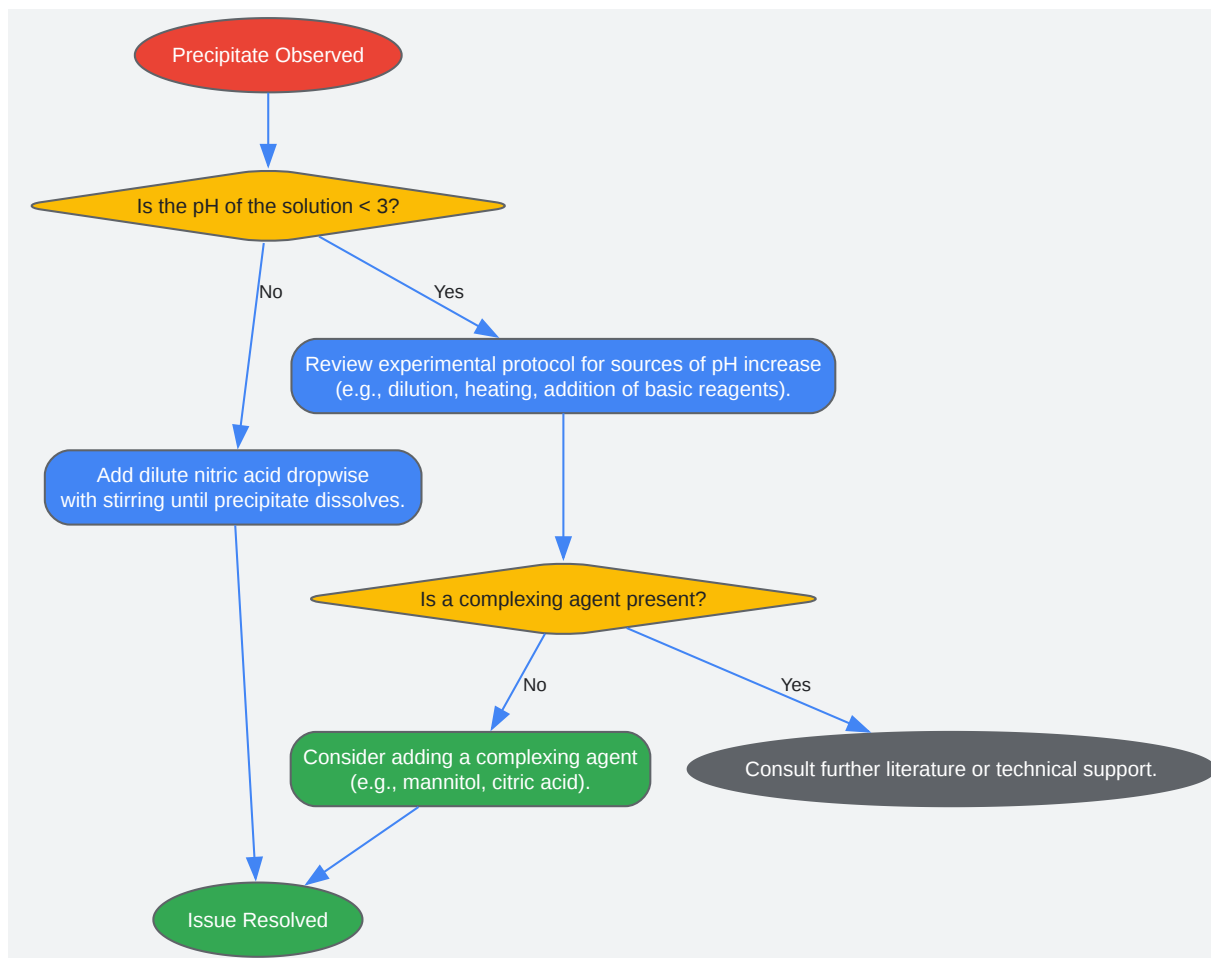 Precipitate Observed
Is the pH of the solution < 3?
No
Yes
Review experimental protocol for sources of pH increase
(e.g., dilution, heating, addition of basic reagents).
Add dilute nitric acid dropwise
with stirring until precipitate dissolves.
Is a complexing agent present?
No
Yes
Consider adding a complexing agent
(e.g., mannitol, citric acid).
Consult further literature or technical support.
Issue Resolved